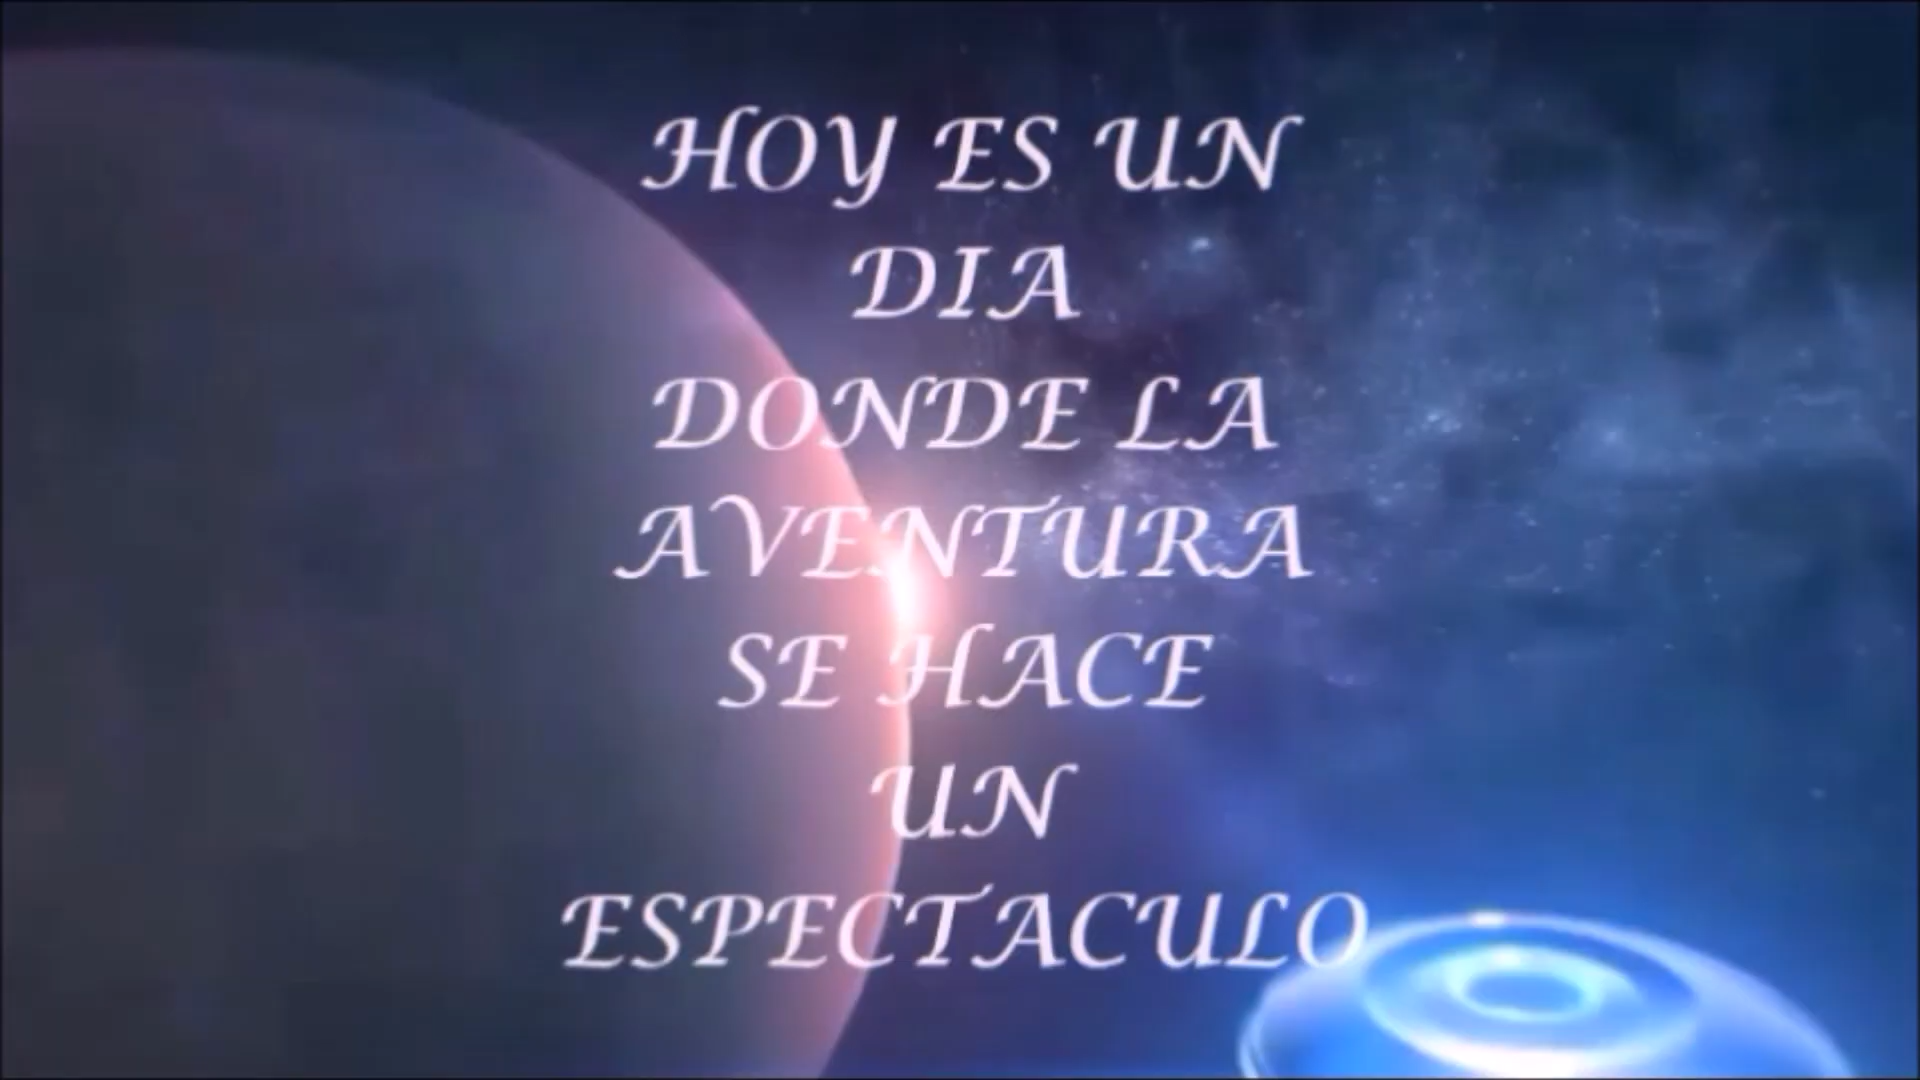 HOY ES UN
DIA
DONDE LA
AVENTURA
SE HACE
UN
ESPECTACULO